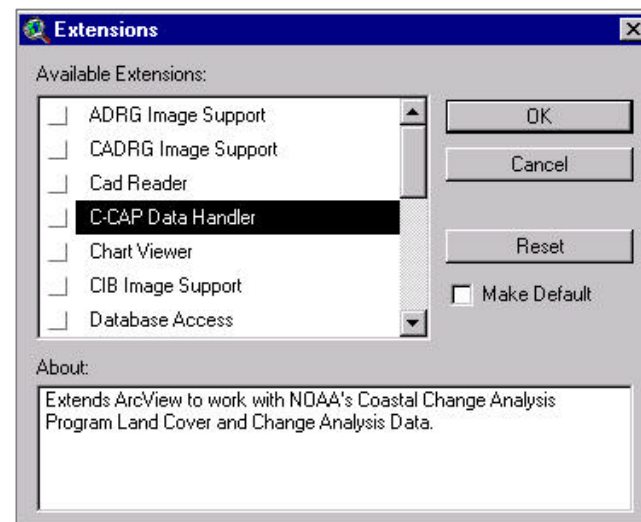 Extensions
Available Extensions:
ADRG Image Support
CADRG Image Support
Cad Reader
C-CAP Data Handler
Chart Viewer
CIB Image Support
Database Access
OK
Cancel
Reset
Make Default
About:
Extends ArcView to work with NOAA's Coastal Change Analysis
Program Land Cover and Change Analysis Data.